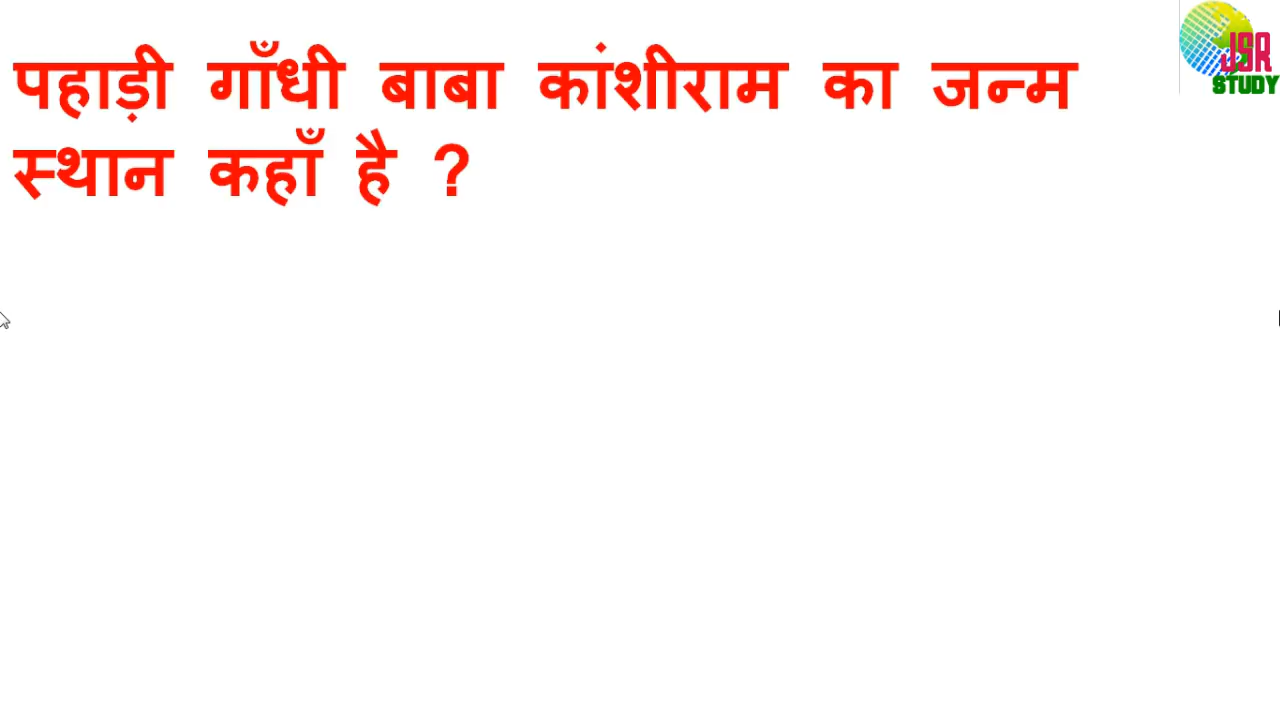 पहाड़ी गाँधी बाबा कांशीराम का जन्म
स्थान कहाँ है ?
JSR
STUDY